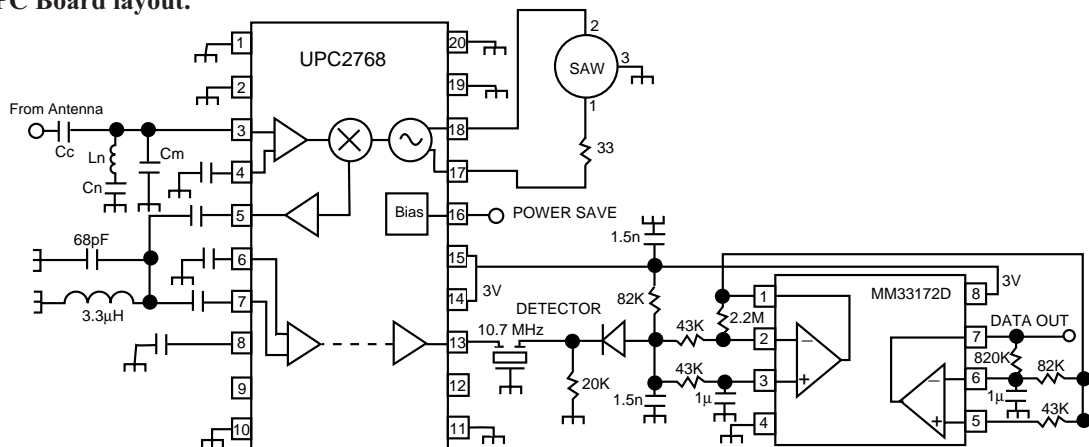 PC Board layout.
UPC2768
1
2
3
4
5
6
7
8
9
10
20
19
18
17
16
15
14
13
12
11
From Antenna
Cc
Ln
Cn
Cm
68pF
3.3μH
Bias
POWER SAVE
2
SAW
3
1
33
1.5n
3V
82K
DETECTOR
10.7 MHz
20K
43K
2.2M
43K
1.5n
1μ
MM33172D
1
2
3
4
8
7
6
5
3V
DATA OUT
820K
82K
1μ
43K